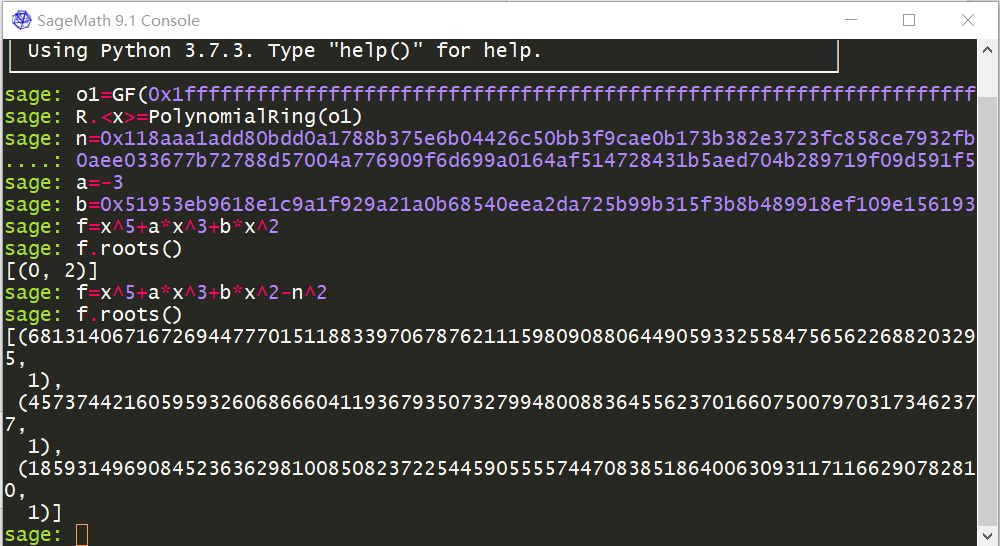 SageMath 9.1 Console
Using Python 3.7.3. Type "help()" for help.
sage: o1=GF(0x1ffffffffffffffffffffffffffffffffffffffffffffffffffffffffffffffffff
sage: R.<x>=PolynomialRing(o1)
sage: n=0x118aaa1add80bdd0a1788b375e6b04426c50bb3f9cae0b173b382e3723fc858ce7932fb
....: 0aee033677b72788d57004a776909f6d699a0164af514728431b5aed704b289719f09d591f5
sage: a=-3
sage: b=0x51953eb9618e1c9a1f929a21a0b68540eea2da725b99b315f3b8b489918ef109e156193
sage: f=x^5+a*x^3+b*x^2
sage: f.roots()
[(0, 2)]
sage: f=x^5+a*x^3+b*x^2-n^2
sage: f.roots()
[(6813140671672694477701511883397067876211159809088064490593325584756562268820329
5,
1),
(4573744216059593260686660411936793507327994800883645562370166075007970317346237
7,
1),
(1859314969084523636298100850823722544590555574470838518640063093117116629078281
0,
1)]
sage: